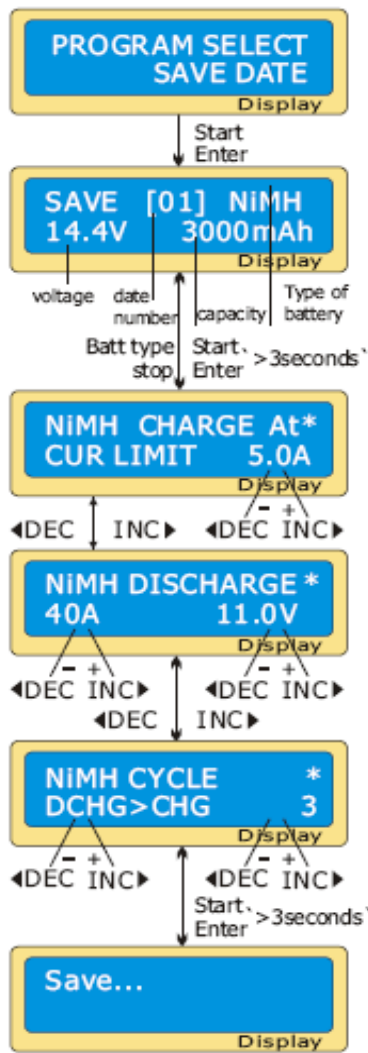 PROGRAM SELECT
SAVE DATE
Display
Start
Enter
SAVE [01] NiMH
14.4V 3000mAh
Display
voltage date number capacity Type of battery
Batt type stop Start、Enter >3seconds、
NiMH CHARGE At*
CUR LIMIT 5.0A
Display
◀DEC INC▶ ◀DEC - + INC▶
NiMH DISCHARGE *
40A 11.0V
Display
- + - +
◀DEC INC▶ ◀DEC INC▶
◀DEC INC▶
NiMH CYCLE *
DCHG>CHG 3
Display
- + - +
◀DEC INC▶ ◀DEC INC▶
Start、Enter >3seconds、
Save...
Display